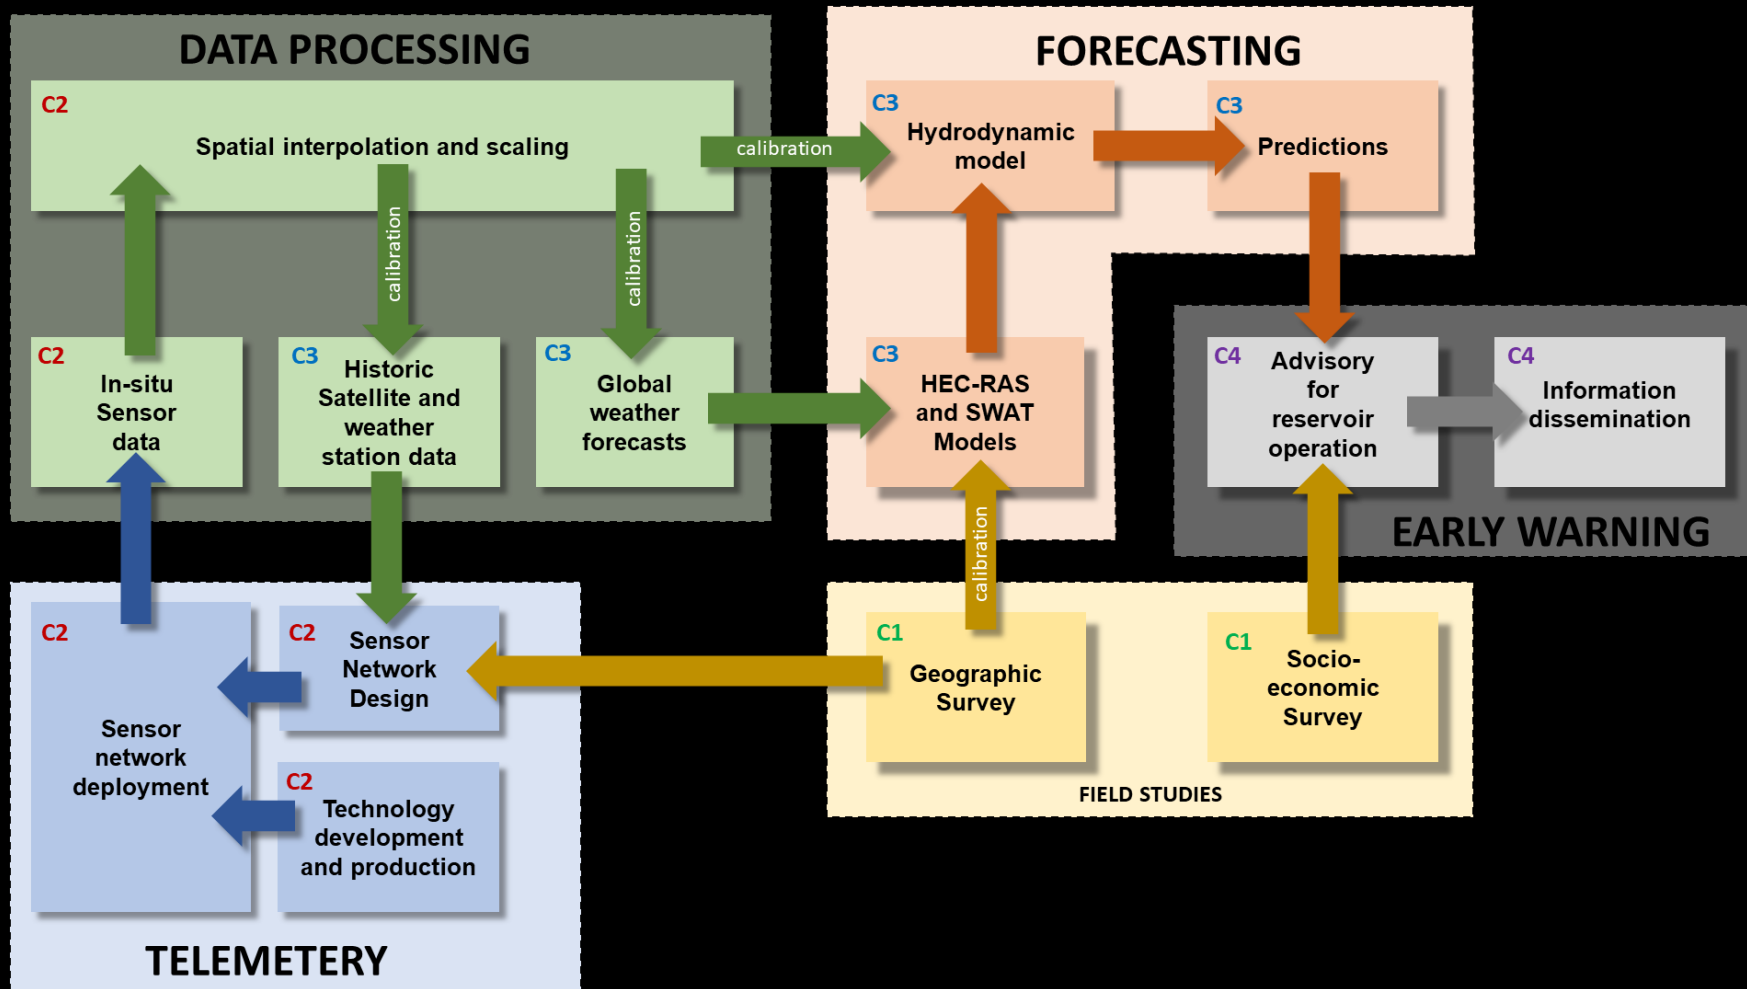 DATA PROCESSING
C2
Spatial interpolation and scaling
calibration
calibration
calibration
C2
In-situ
Sensor
data
C3
Historic
Satellite and
weather
station data
C3
Global
weather
forecasts
FORECASTING
C3
Hydrodynamic
model
C3
Predictions
C3
HEC-RAS
and SWAT
Models
C4
Advisory
for
reservoir
operation
C4
Information
dissemination
EARLY WARNING
C2
Sensor
network
deployment
C2
Sensor
Network
Design
C2
Technology
development
and production
TELEMETERY
calibration
C1
Geographic
Survey
C1
Socio-
economic
Survey
FIELD STUDIES